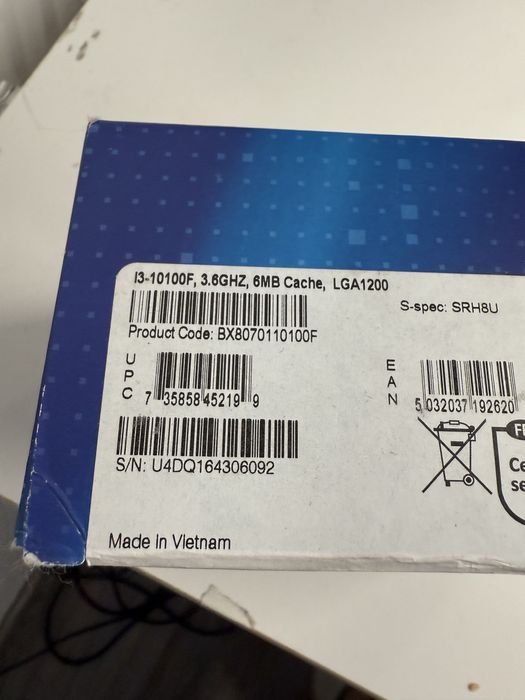 I3-10100F, 3.6GHZ, 6MB Cache, LGA1200
S-spec: SRH8U
Product Code: BX8070110100F
UPC
7 35858 45219 9
EAN
5 032037 192620
S/N: U4DQ164306092
Made In Vietnam